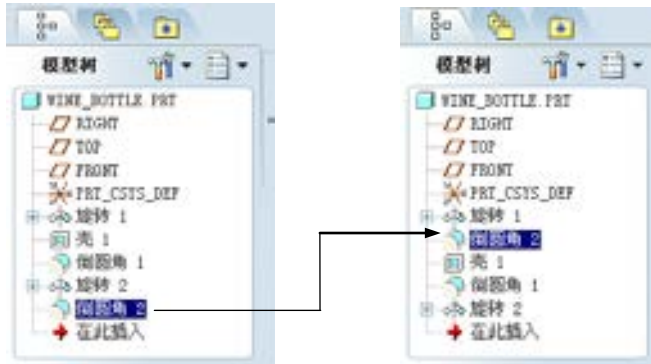 模型树
WINE_BOTTLE.PRT
RIGHT
TOP
FRONT
PRT_CSYS_DEF
旋转 1
壳 1
倒圆角 1
旋转 2
倒圆角 2
在此插入
模型树
WINE_BOTTLE.PRT
RIGHT
TOP
FRONT
PRT_CSYS_DEF
旋转 1
倒圆角 2
壳 1
倒圆角 1
旋转 2
在此插入